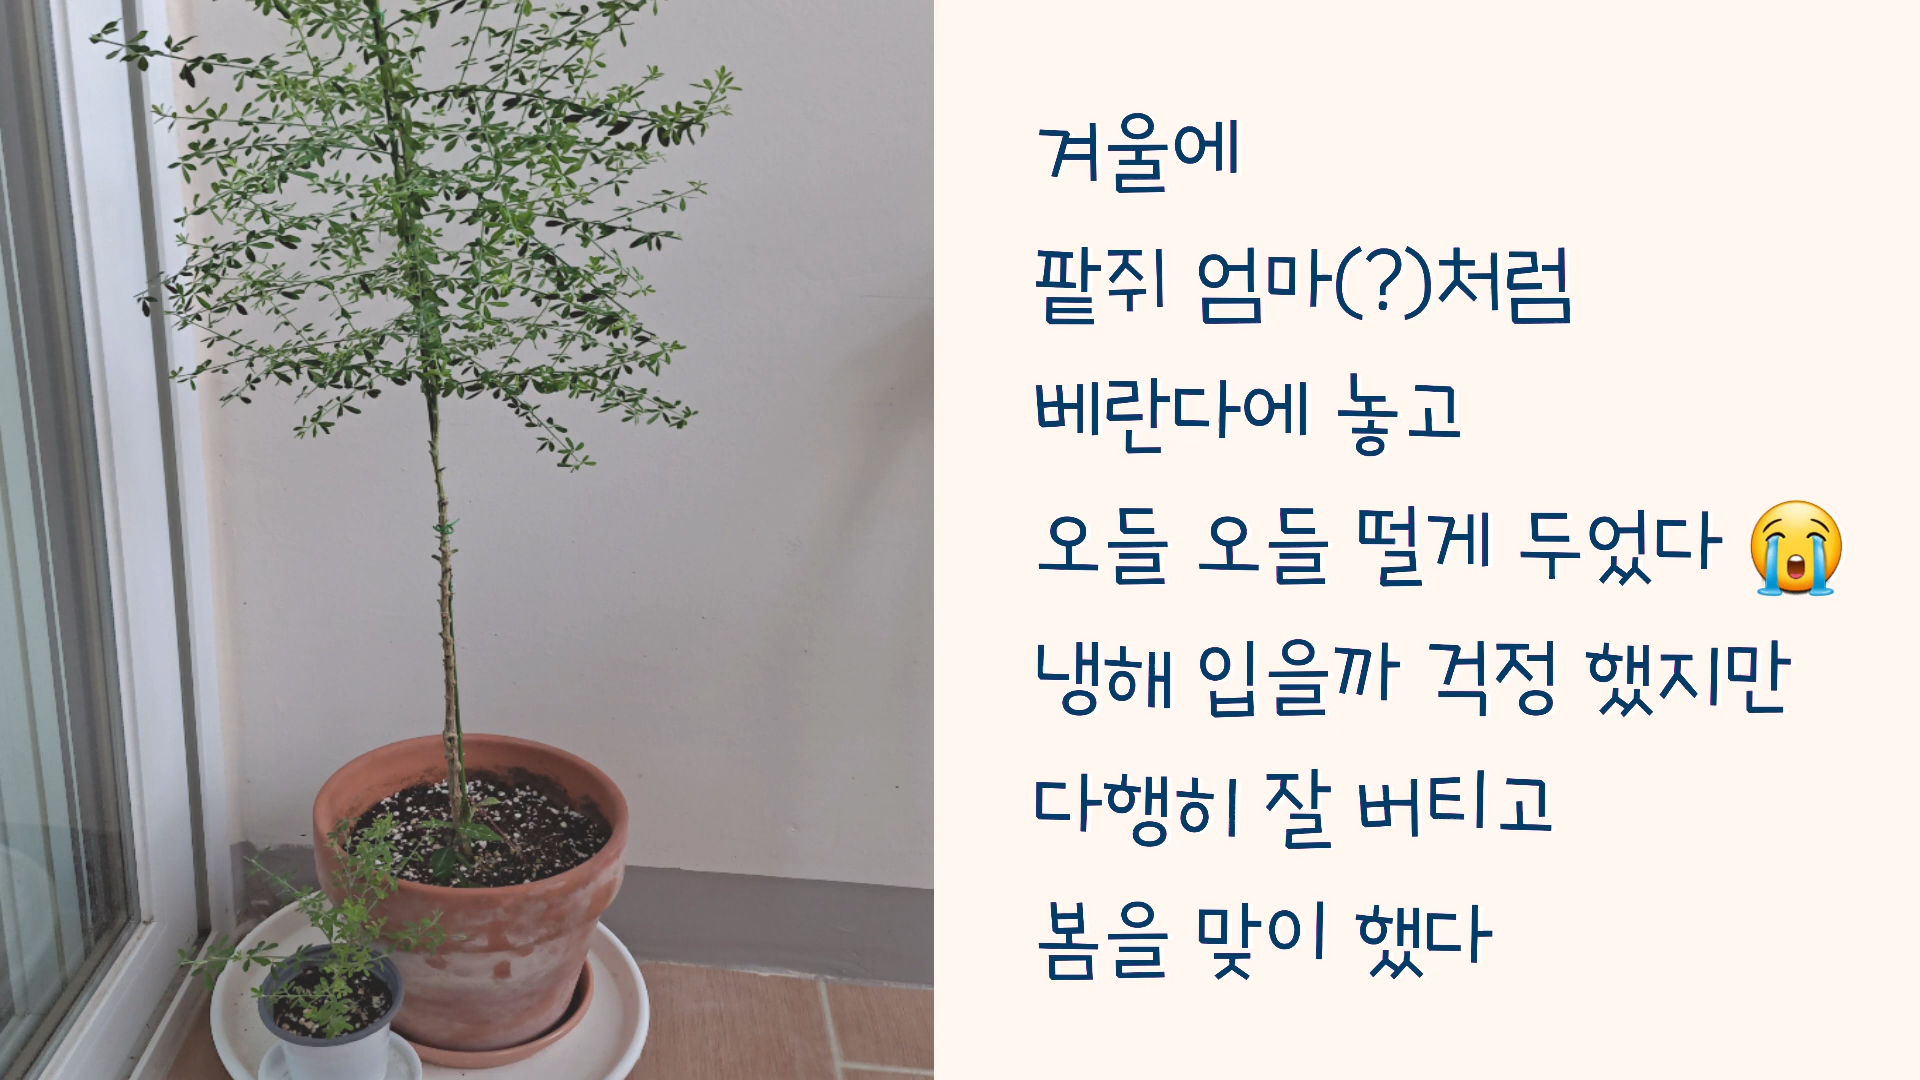 겨울에
팥쥐 엄마(?)처럼
베란다에 놓고
오들 오들 떨게 두었다 😭
냉해 입을까 걱정 했지만
다행히 잘 버티고
봄을 맞이 했다